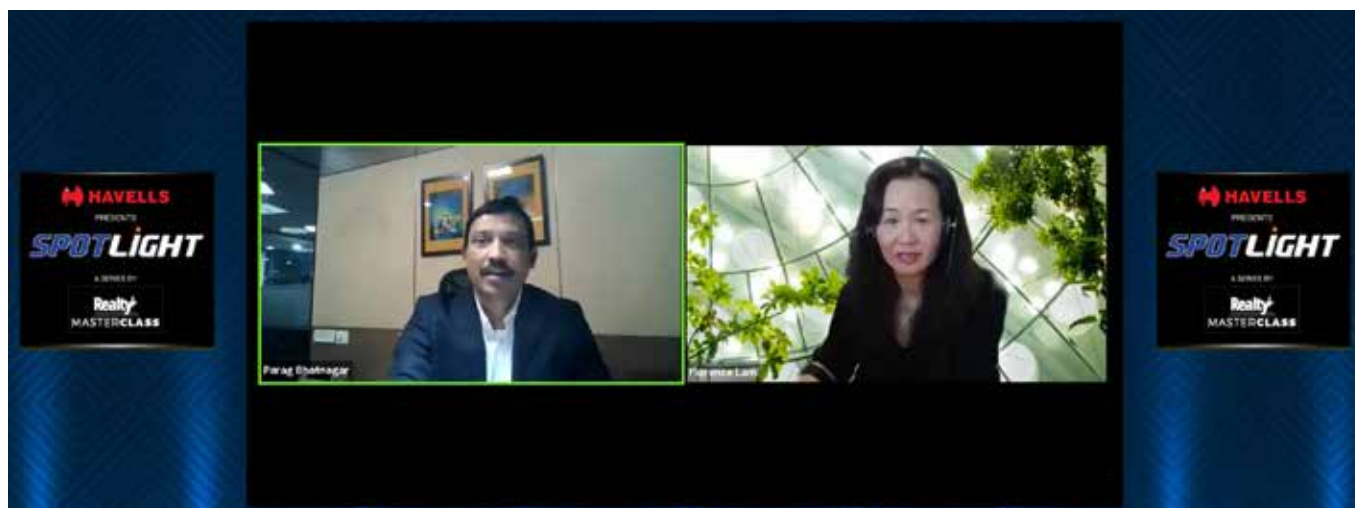 HAVELLS
PRESENTS
SPOTLIGHT
A SERIES BY
Realty+
MASTERCLASS
Parag Bhatnagar
Florence Lam
HAVELLS
PRESENTS
SPOTLIGHT
A SERIES BY
Realty+
MASTERCLASS